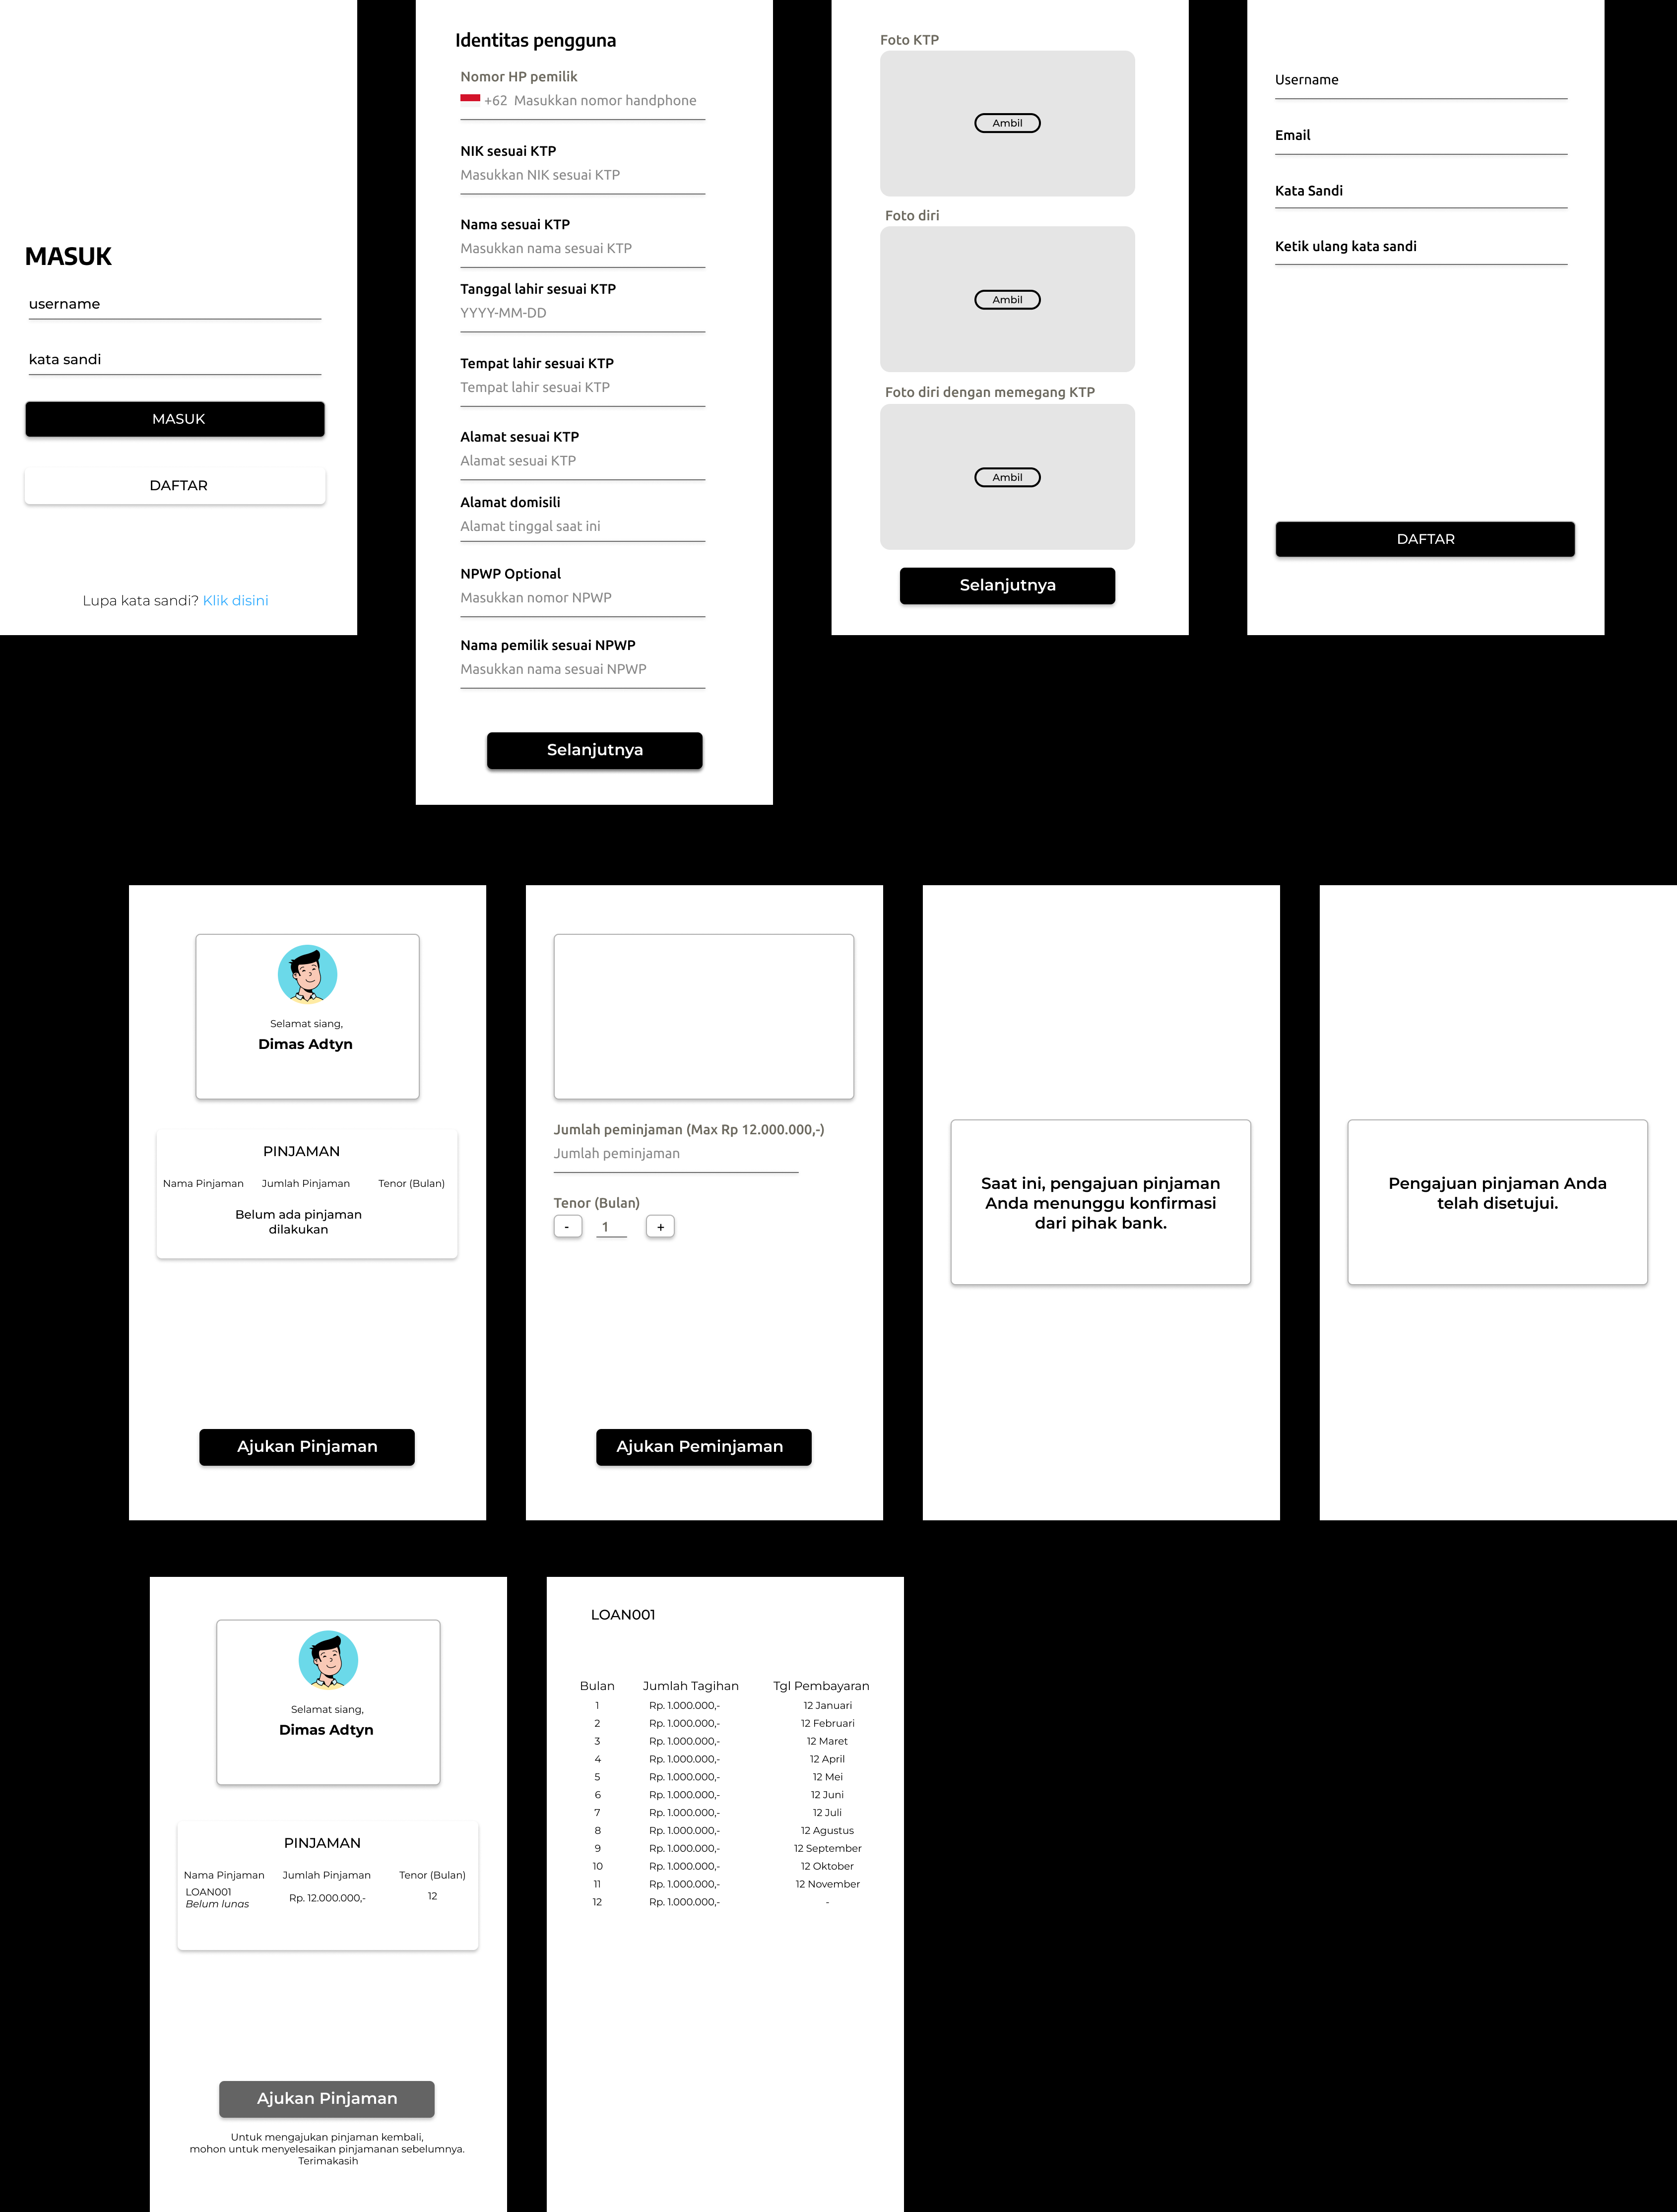 MASUK
username
kata sandi
MASUK
DAFTAR
Lupa kata sandi? Klik disini
Identitas pengguna
Nomor HP pemilik
+62 Masukkan nomor handphone
NIK sesuai KTP
Masukkan NIK sesuai KTP
Nama sesuai KTP
Masukkan nama sesuai KTP
Tanggal lahir sesuai KTP
YYYY-MM-DD
Tempat lahir sesuai KTP
Tempat lahir sesuai KTP
Alamat sesuai KTP
Alamat sesuai KTP
Alamat domisili
Alamat tinggal saat ini
NPWP Optional
Masukkan nomor NPWP
Nama pemilik sesuai NPWP
Masukkan nama sesuai NPWP
Selanjutnya
Foto KTP
Ambil
Foto diri
Ambil
Foto diri dengan memegang KTP
Ambil
Selanjutnya
Username
Email
Kata Sandi
Ketik ulang kata sandi
DAFTAR
Selamat siang,
Dimas Adtyn
PINJAMAN
Nama Pinjaman Jumlah Pinjaman Tenor (Bulan)
Belum ada pinjaman
dilakukan
Ajukan Pinjaman
Jumlah peminjaman (Max Rp 12.000.000,-)
Jumlah peminjaman
Tenor (Bulan)
- 1 +
Ajukan Peminjaman
Saat ini, pengajuan pinjaman
Anda menunggu konfirmasi
dari pihak bank.
Pengajuan pinjaman Anda
telah disetujui.
Selamat siang,
Dimas Adtyn
PINJAMAN
Nama Pinjaman Jumlah Pinjaman Tenor (Bulan)
LOAN001 Rp. 12.000.000,- 12
Belum lunas
Ajukan Pinjaman
Untuk mengajukan pinjaman kembali,
mohon untuk menyelesaikan pinjamanan sebelumnya.
Terimakasih
LOAN001
Bulan Jumlah Tagihan Tgl Pembayaran
1 Rp. 1.000.000,- 12 Januari
2 Rp. 1.000.000,- 12 Februari
3 Rp. 1.000.000,- 12 Maret
4 Rp. 1.000.000,- 12 April
5 Rp. 1.000.000,- 12 Mei
6 Rp. 1.000.000,- 12 Juni
7 Rp. 1.000.000,- 12 Juli
8 Rp. 1.000.000,- 12 Agustus
9 Rp. 1.000.000,- 12 September
10 Rp. 1.000.000,- 12 Oktober
11 Rp. 1.000.000,- 12 November
12 Rp. 1.000.000,- -